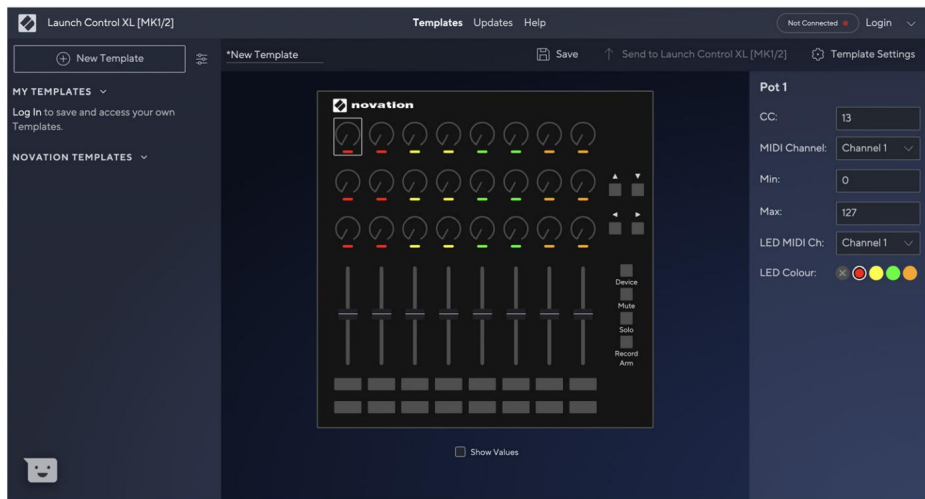 Launch Control XL [MK1/2]
Templates Updates Help
Not Connected
Login
New Template
*New Template
Save
Send to Launch Control XL [MK1/2]
Template Settings
MY TEMPLATES
Log In to save and access your own
Templates.
NOVATION TEMPLATES
novation
Device
Mute
Solo
Record
Arm
Show Values
Pot 1
CC: 13
MIDI Channel: Channel 1
Min: 0
Max: 127
LED MIDI Ch: Channel 1
LED Colour: